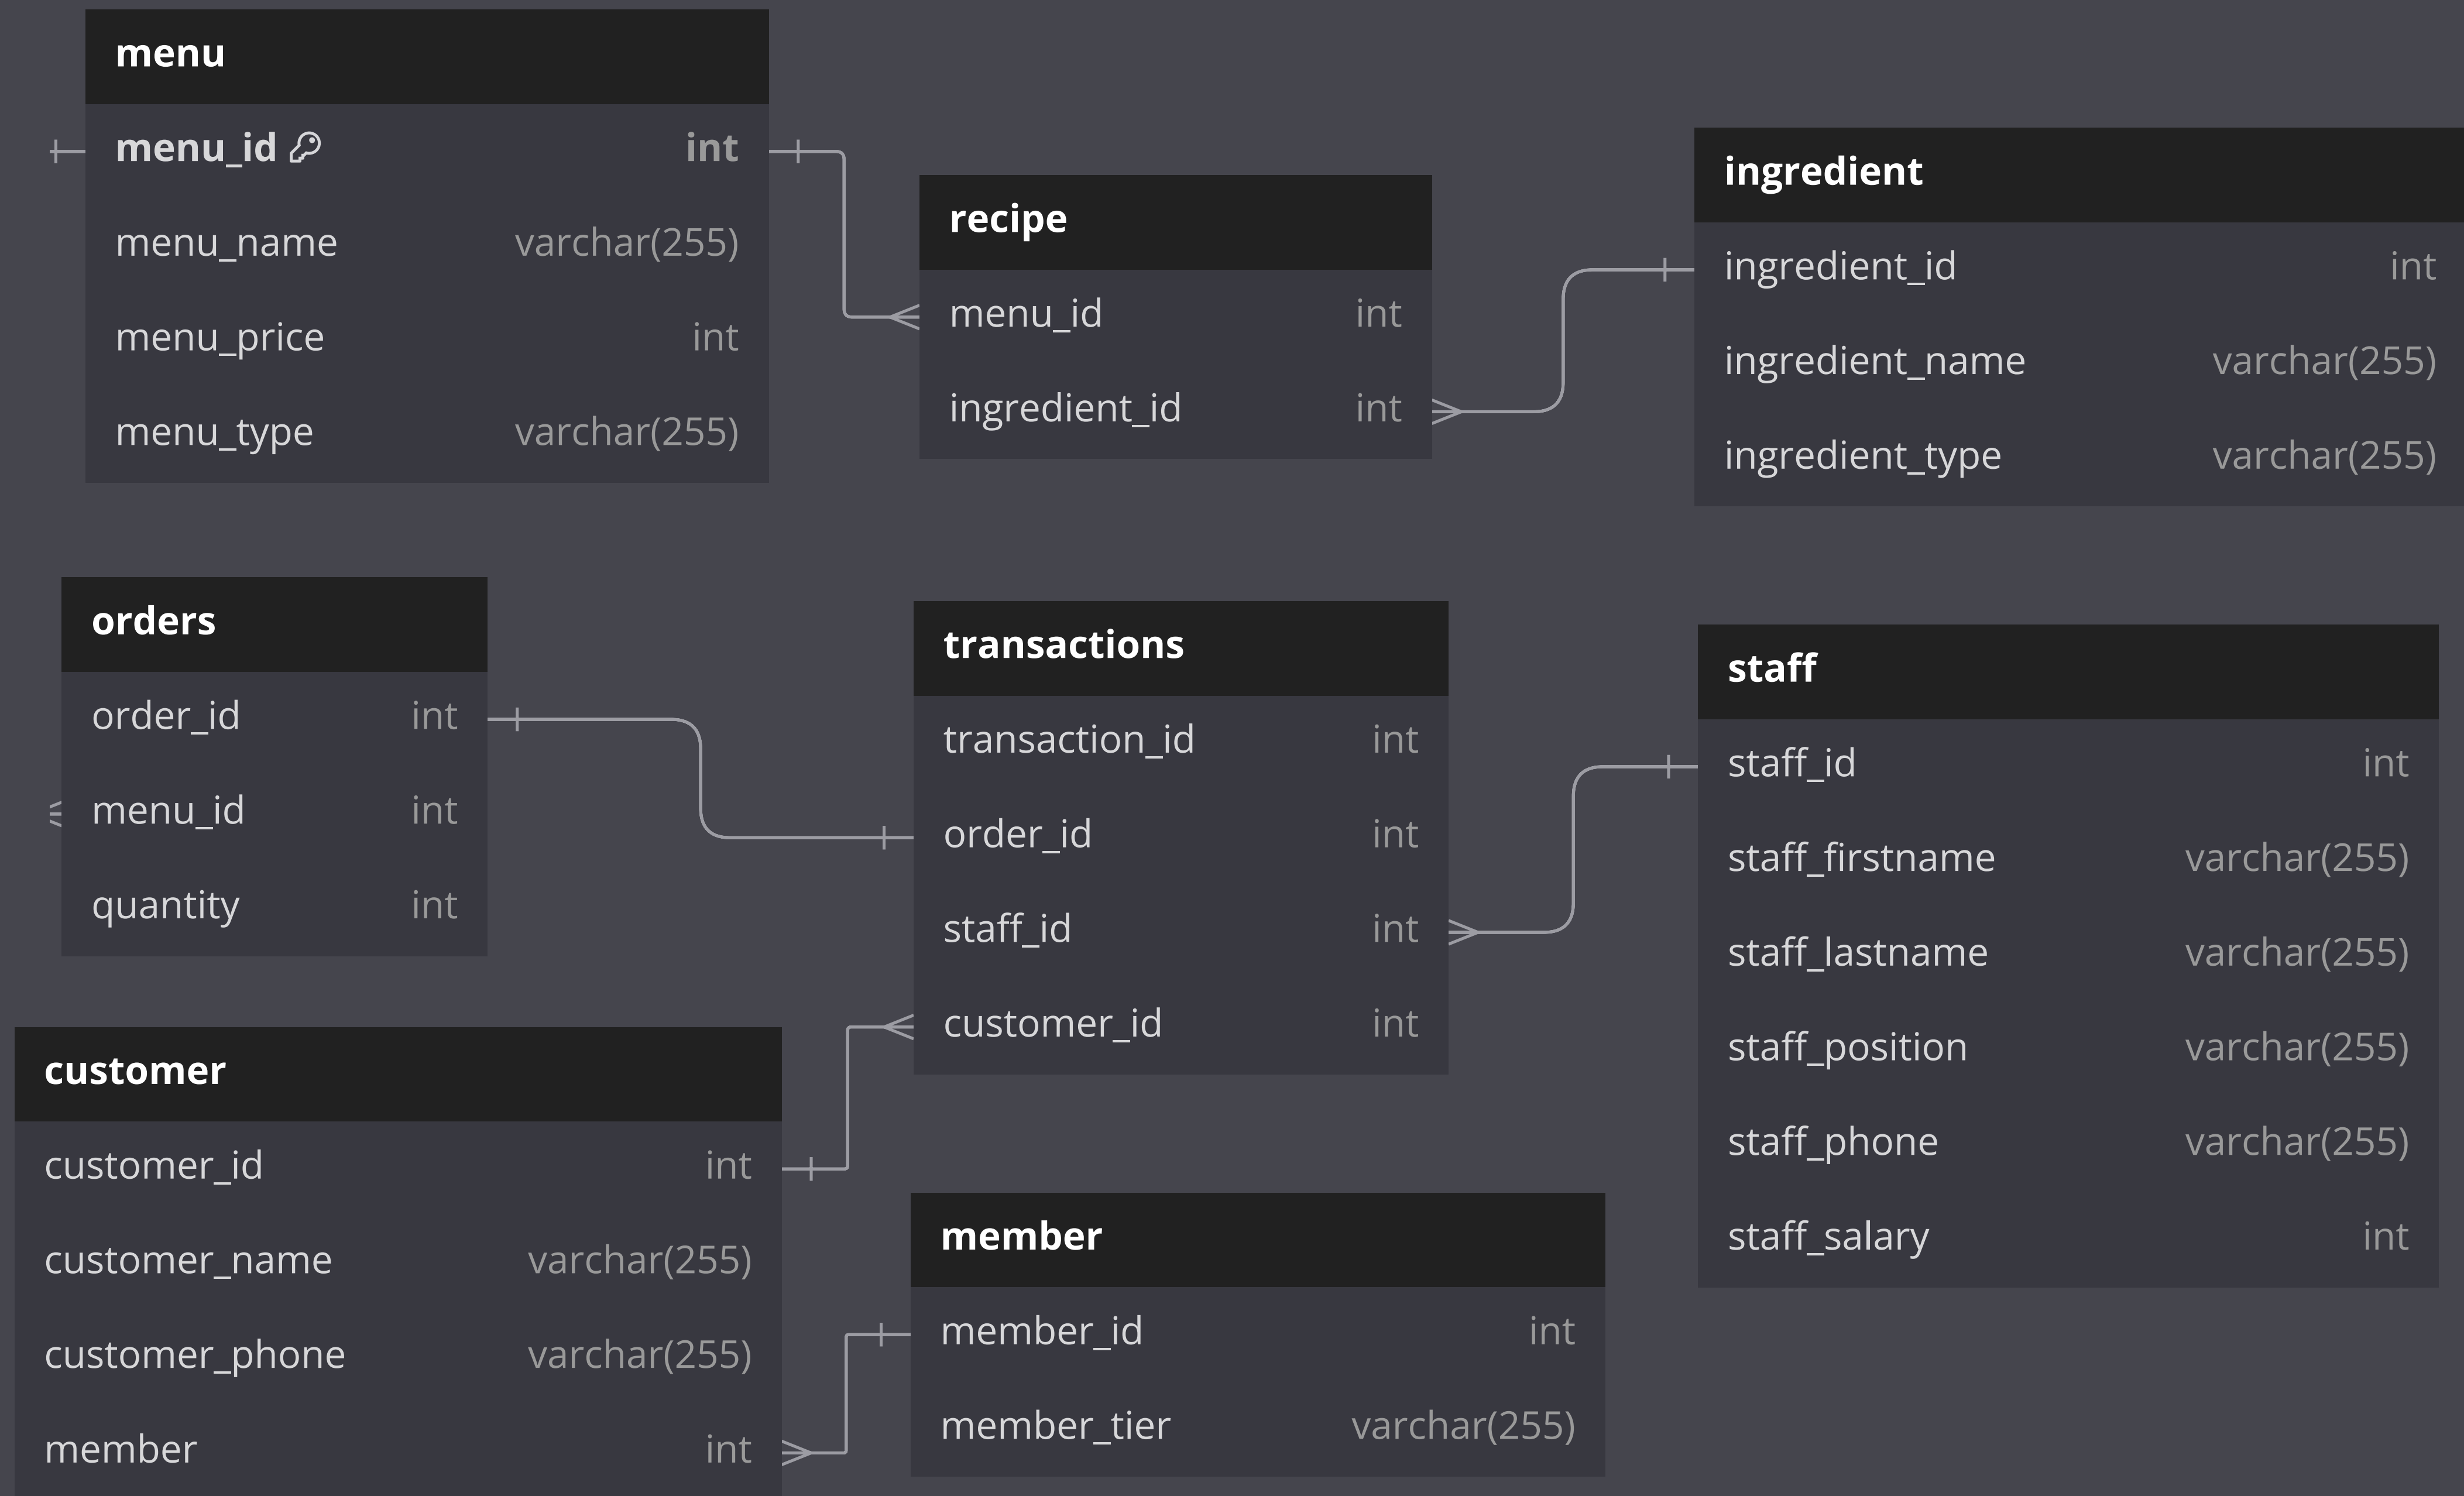 menu
menu_id int
menu_name varchar(255)
menu_price int
menu_type varchar(255)
recipe
menu_id int
ingredient_id int
ingredient
ingredient_id int
ingredient_name varchar(255)
ingredient_type varchar(255)
orders
order_id int
menu_id int
quantity int
transactions
transaction_id int
order_id int
staff_id int
customer_id int
staff
staff_id int
staff_firstname varchar(255)
staff_lastname varchar(255)
staff_position varchar(255)
staff_phone varchar(255)
staff_salary int
customer
customer_id int
customer_name varchar(255)
customer_phone varchar(255)
member int
member
member_id int
member_tier varchar(255)